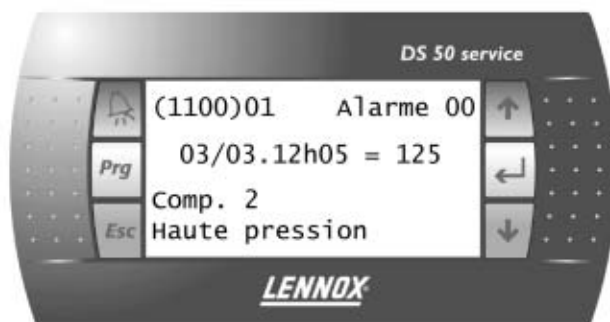 DS 50 service
(1100)01 Alarme 00
03/03.12h05 = 125
Prg
Comp. 2
Esc
Haute pression
LENNOX